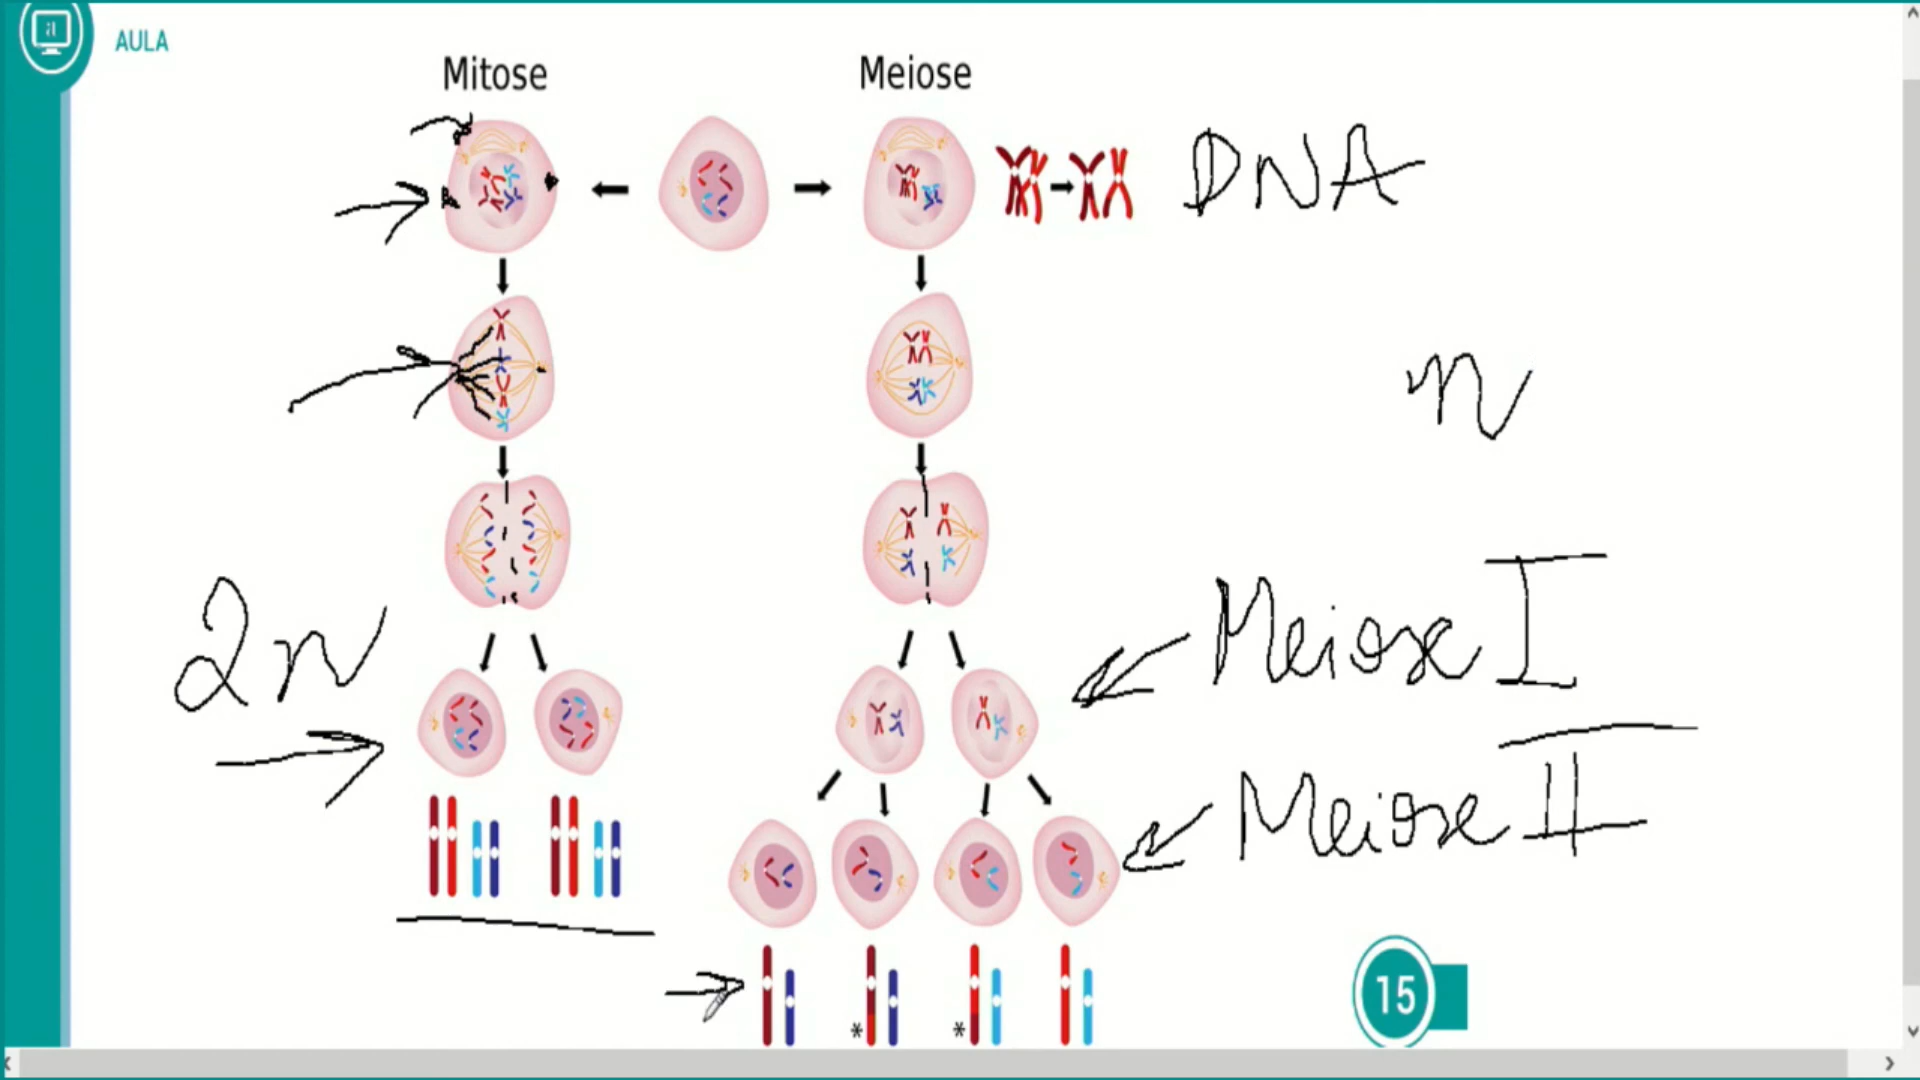 a
AULA
Mitose
Meiose
DNA
n
2n
Meiose I
Meiose II
* *
15